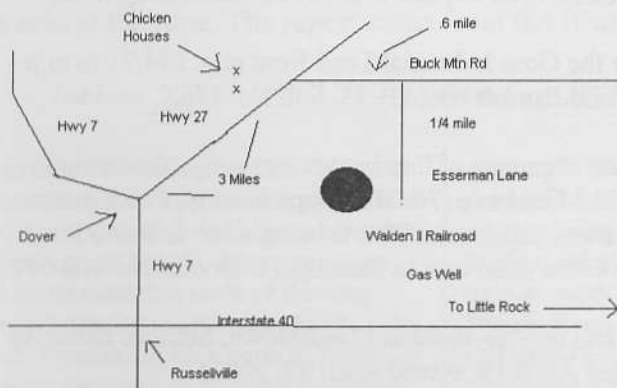 Chicken
Houses
.6 mile
Buck Mtn Rd
Hwy 7
Hwy 27
1/4 mile
3 Miles
Esserman Lane
Dover
Walden II Railroad
Hwy 7
Gas Well
To Little Rock
Interstate 40
Russellville